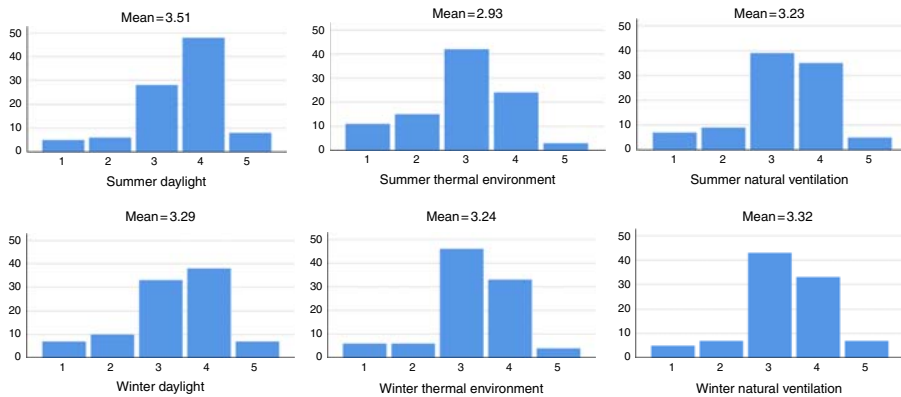 Mean=3.51
50
40
30
20
10
0
1 2 3 4 5
Summer daylight
Mean=2.93
50
40
30
20
10
0
1 2 3 4 5
Summer thermal environment
Mean=3.23
50
40
30
20
10
0
1 2 3 4 5
Summer natural ventilation
Mean=3.29
50
40
30
20
10
0
1 2 3 4 5
Winter daylight
Mean=3.24
50
40
30
20
10
0
1 2 3 4 5
Winter thermal environment
Mean=3.32
50
40
30
20
10
0
1 2 3 4 5
Winter natural ventilation